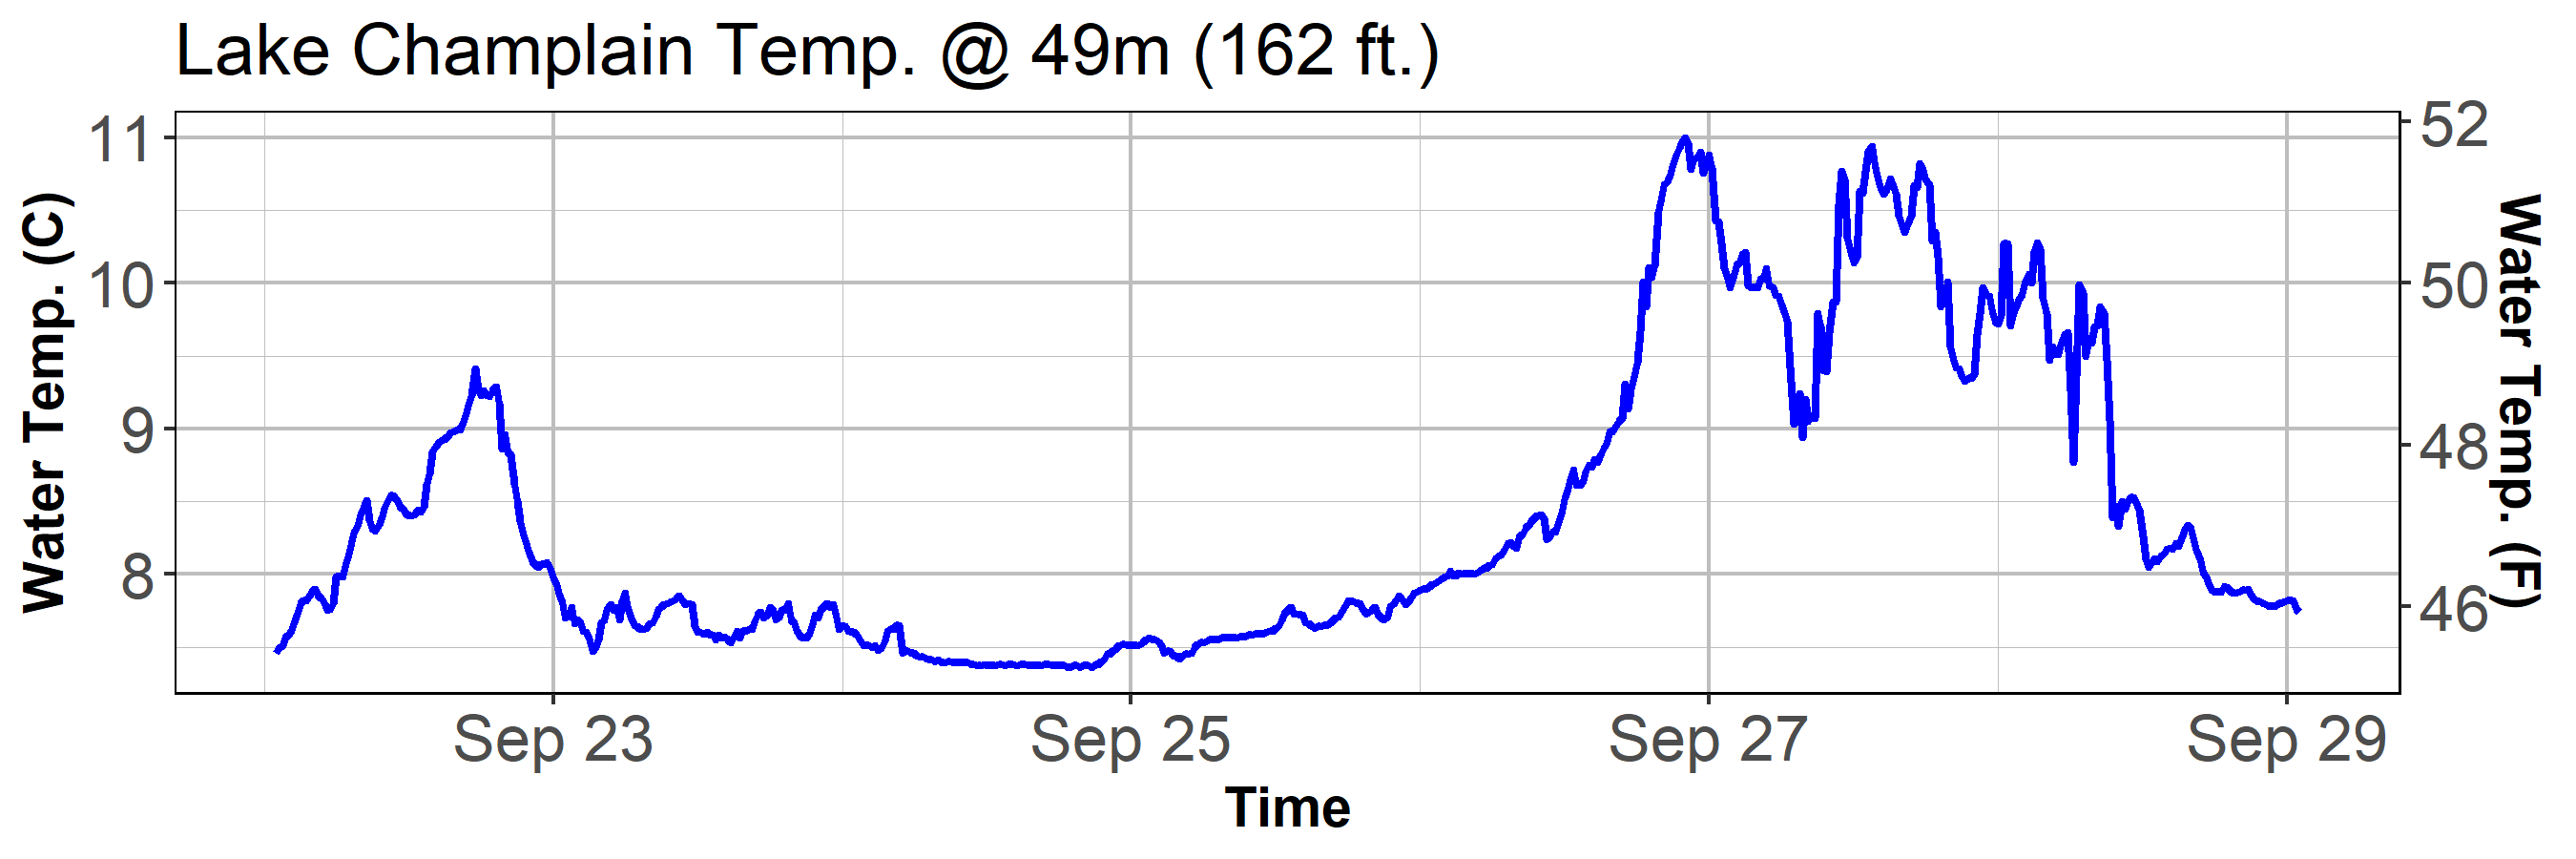 Lake Champlain Temp. @ 49m (162 ft.)
Water Temp. (C)
11
10
9
8
52
50
48
46
Water Temp. (F)
Sep 23
Sep 25
Sep 27
Sep 29
Time